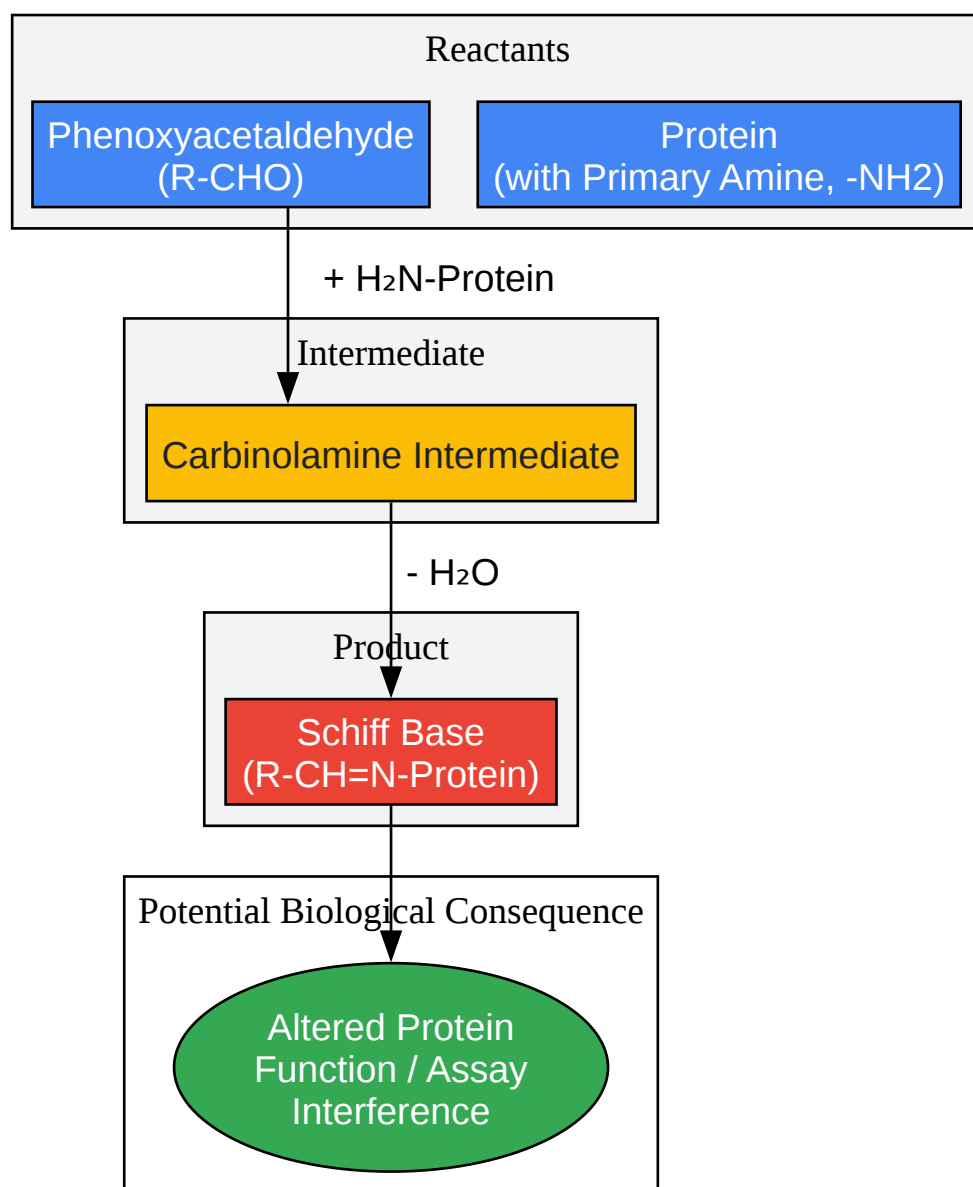 Reactants
Phenoxyacetaldehyde
(R-CHO)
Protein
(with Primary Amine, -NH2)
+ H₂N-Protein
Intermediate
Carbinolamine Intermediate
- H₂O
Product
Schiff Base
(R-CH=N-Protein)
Potential Biological Consequence
Altered Protein
Function / Assay
Interference